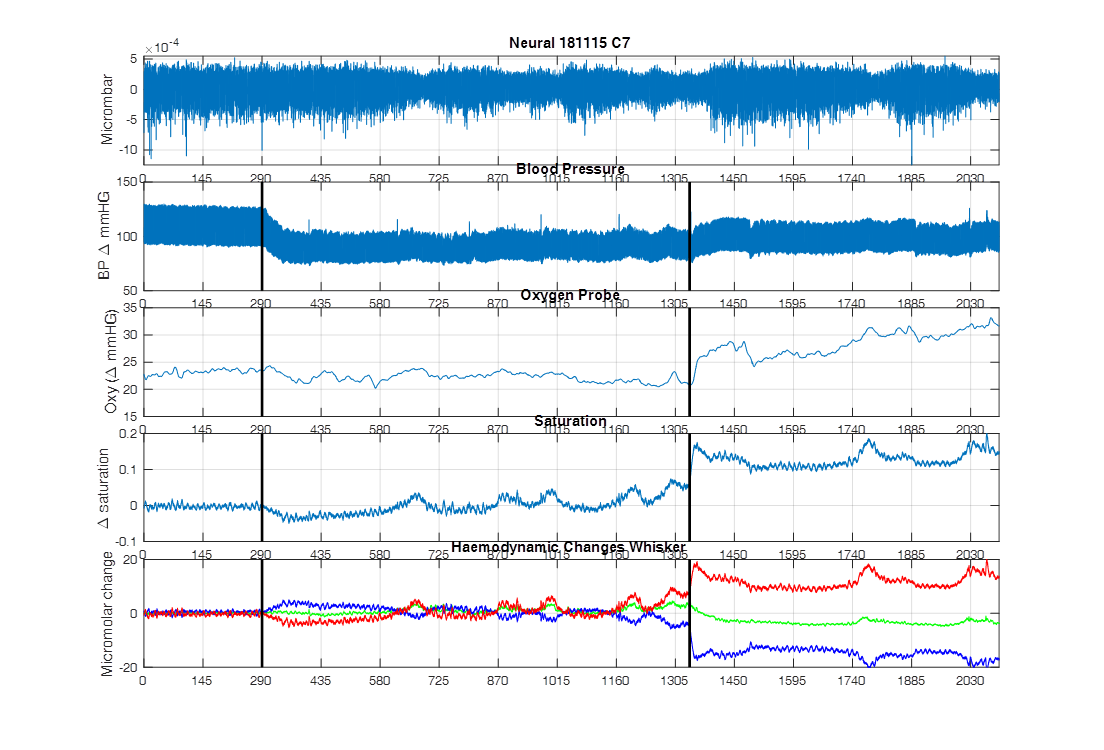 Neural 181115 C7
×10-4
5
0
-5
-10
MicroMbar
0 145 290 435 580 725 870 1015 1160 1305 1450 1595 1740 1885 2030
Blood Pressure
150
100
50
BP Δ mmHG
0 145 290 435 580 725 870 1015 1160 1305 1450 1595 1740 1885 2030
Oxygen Probe
35
30
25
20
15
Oxy (Δ mmHG)
0 145 290 435 580 725 870 1015 1160 1305 1450 1595 1740 1885 2030
Saturation
0.2
0.1
0
-0.1
Δ saturation
0 145 290 435 580 725 870 1015 1160 1305 1450 1595 1740 1885 2030
Haemodynamic Changes Whisker
20
0
-20
Micromolar change
0 145 290 435 580 725 870 1015 1160 1305 1450 1595 1740 1885 2030